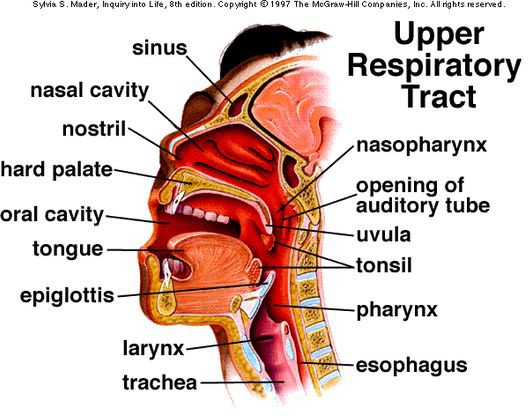 Sylvia S. Mader, Inquiry into Life, 8th edition. Copyright © 1997 The McGraw-Hill Companies, Inc. All rights reserved.
Upper
Respiratory
Tract
sinus
nasal cavity
nostril
hard palate
oral cavity
tongue
epiglottis
larynx
trachea
nasopharynx
opening of
auditory tube
uvula
tonsil
pharynx
esophagus